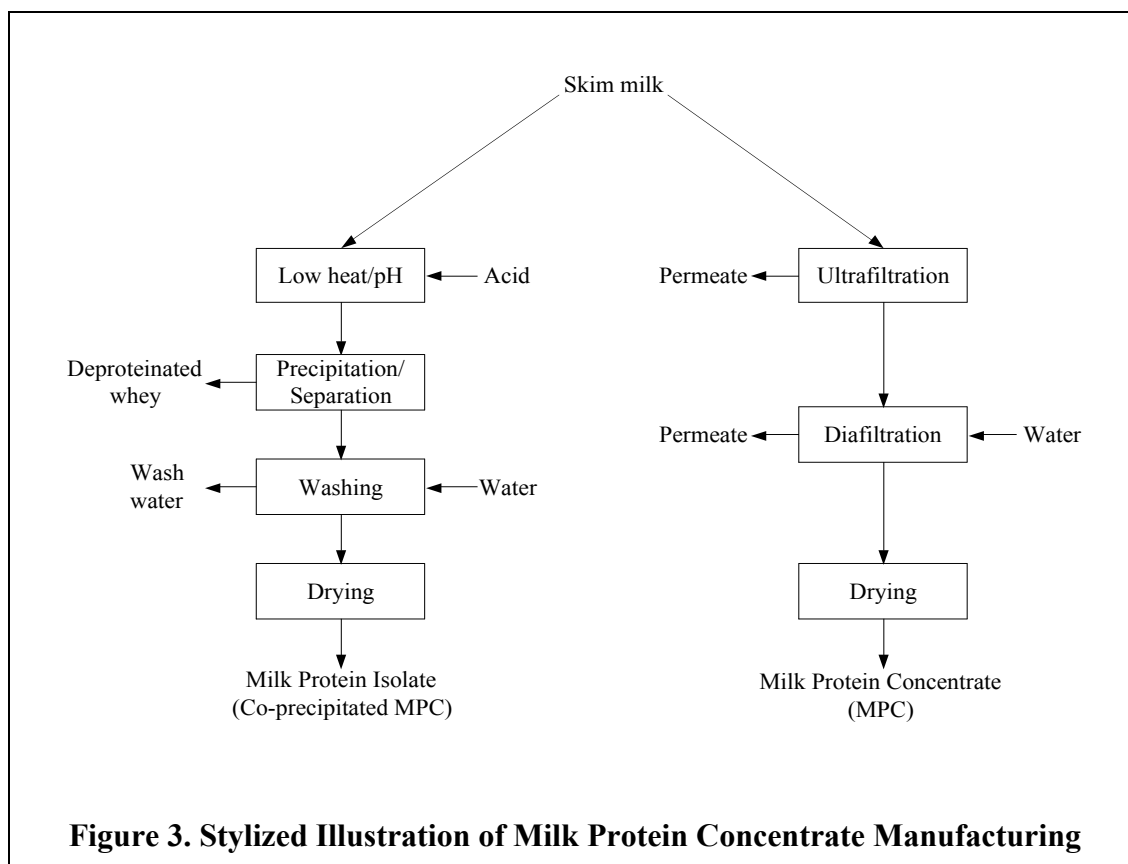 Skim milk
Low heat/pH
Acid
Deproteinated
whey
Precipitation/
Separation
Wash
water
Washing
Water
Drying
Milk Protein Isolate
(Co-precipitated MPC)
Permeate
Ultrafiltration
Permeate
Diafiltration
Water
Drying
Milk Protein Concentrate
(MPC)
Figure 3. Stylized Illustration of Milk Protein Concentrate Manufacturing